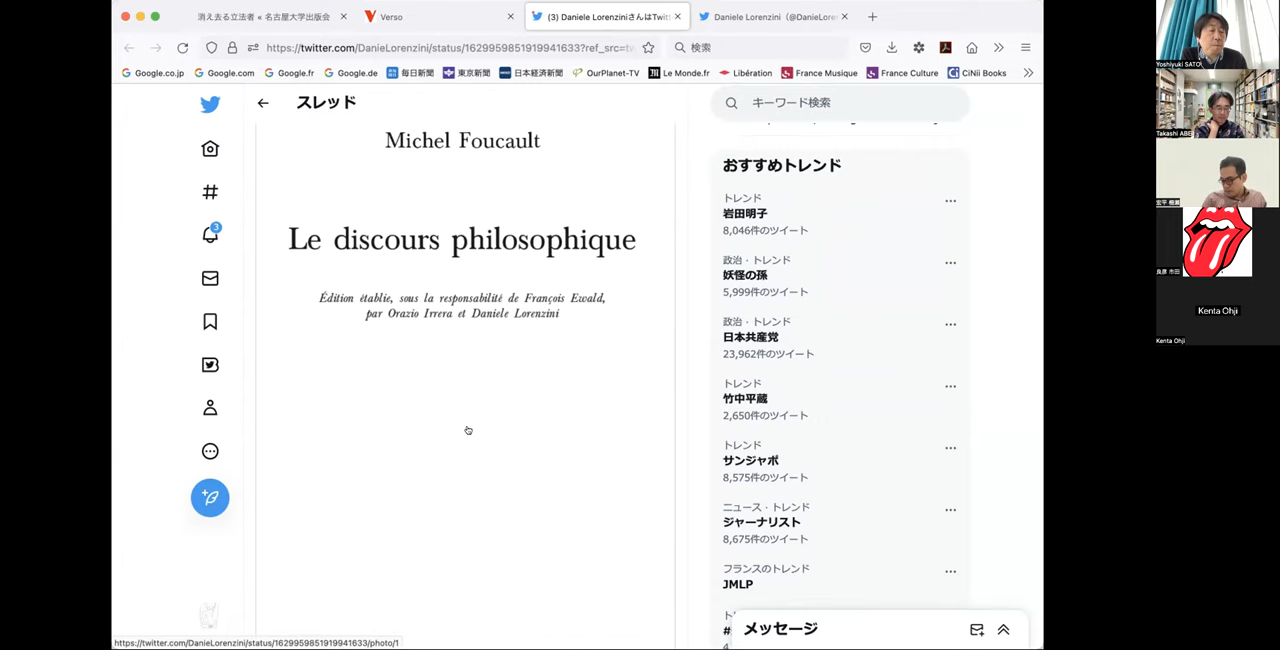 消え去る立法者 « 名古屋大学出版会
Verso
(3) Daniele LorenziniさんはTwit
Daniele Lorenzini（@DanieLoren
https://twitter.com/DanieLorenzini/status/1629959851919941633?ref_src=tw
検索
Google.co.jp
Google.com
Google.fr
Google.de
毎日新聞
東京新聞
日本経済新聞
OurPlanet-TV
Le Monde.fr
Libération
France Musique
France Culture
CiNii Books
スレッド
キーワード検索
Michel Foucault
Le discours philosophique
Édition établie, sous la responsabilité de François Ewald,
par Orazio Irrera et Daniele Lorenzini
3
おすすめトレンド
トレンド
岩田明子
8,046件のツイート
政治・トレンド
妖怪の孫
5,999件のツイート
政治・トレンド
日本共産党
23,962件のツイート
トレンド
竹中平蔵
2,650件のツイート
トレンド
サンジャポ
8,575件のツイート
ニュース・トレンド
ジャーナリスト
8,675件のツイート
フランスのトレンド
JMLP
メッセージ
https://twitter.com/DanieLorenzini/status/1629959851919941633/photo/1
Yoshiyuki SATO
Takashi ABE
良彦 市田
Kenta Ohji
Kenta Ohji